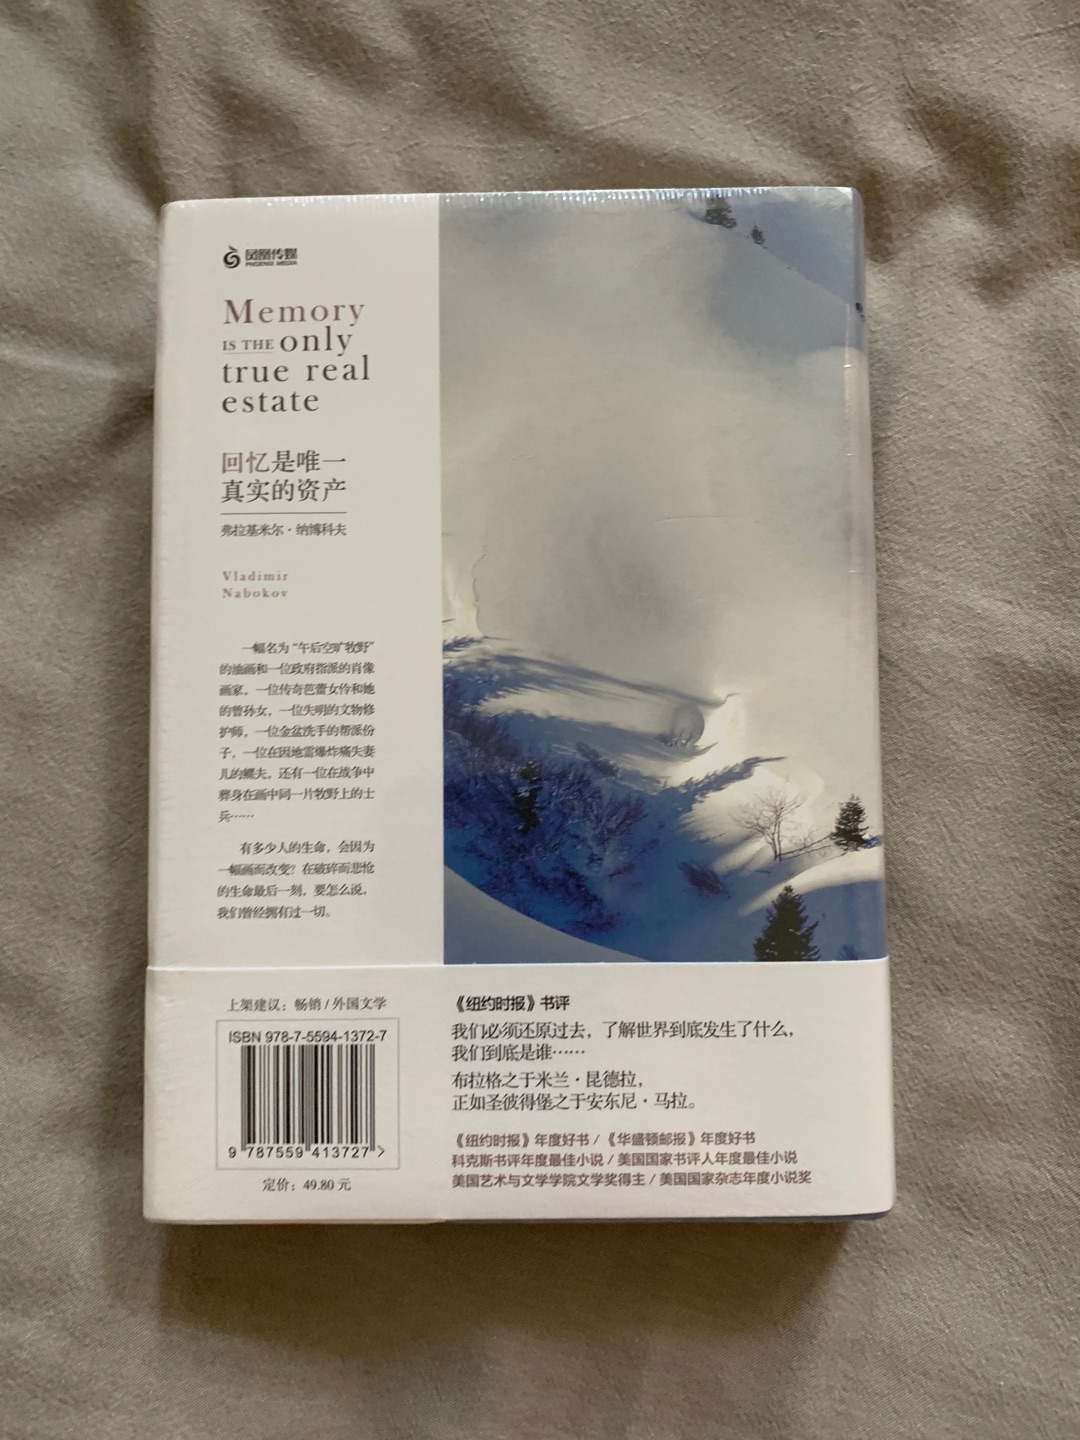 凤凰传媒
PHOENIX MEDIA
Memory
IS THE only
true real
estate
回忆是唯一
真实的资产
弗拉基米尔·纳博科夫
Vladimir
Nabokov
一幅名为“午后空旷牧野”
的油画和一位政府指派的肖像
画家，一位传奇芭蕾女伶和她
的曾孙女，一位失明的文物修
护师，一位金盆洗手的帮派份
子，一位在因地雷爆炸痛失妻
儿的鳏夫，还有一位在战争中
葬身在画中同一片牧野上的士
兵……
有多少人的生命，会因为
一幅画而改变？在破碎而悲怆
的生命最后一刻，要怎么说，
我们曾经拥有过一切。
上架建议：畅销/外国文学
ISBN 978-7-5594-1372-7
9 787559 413727 >
定价：49.80 元
《纽约时报》书评
我们必须还原过去，了解世界到底发生了什么，
我们到底是谁……
布拉格之于米兰·昆德拉，
正如圣彼得堡之于安东尼·马拉。
《纽约时报》年度好书 / 《华盛顿邮报》年度好书
科克斯书评年度最佳小说 / 美国国家书评人年度最佳小说
美国艺术与文学学院文学奖得主 / 美国国家杂志年度小说奖